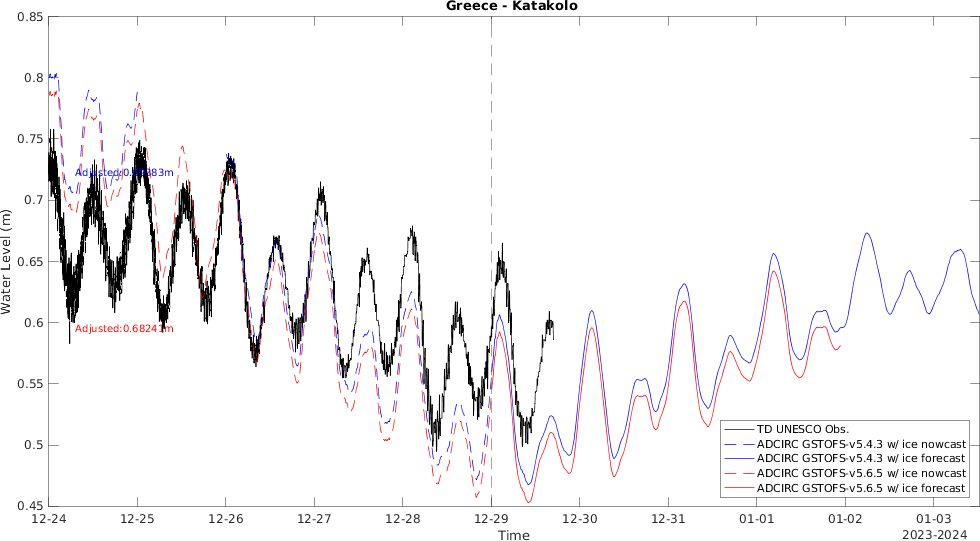 Greece - Katakolo
0.85
0.8
0.75
0.7
0.65
0.6
0.55
0.5
0.45
Water Level (m)
m
Adjusted:0.6824 m
TD UNESCO Obs.
ADCIRC GSTOFS-v5.4.3 w/ ice nowcast
ADCIRC GSTOFS-v5.4.3 w/ ice forecast
ADCIRC GSTOFS-v5.6.5 w/ ice nowcast
ADCIRC GSTOFS-v5.6.5 w/ ice forecast
12-24 12-25 12-26 12-27 12-28 12-29 12-30 12-31 01-01 01-02 01-03
Time
2023-2024